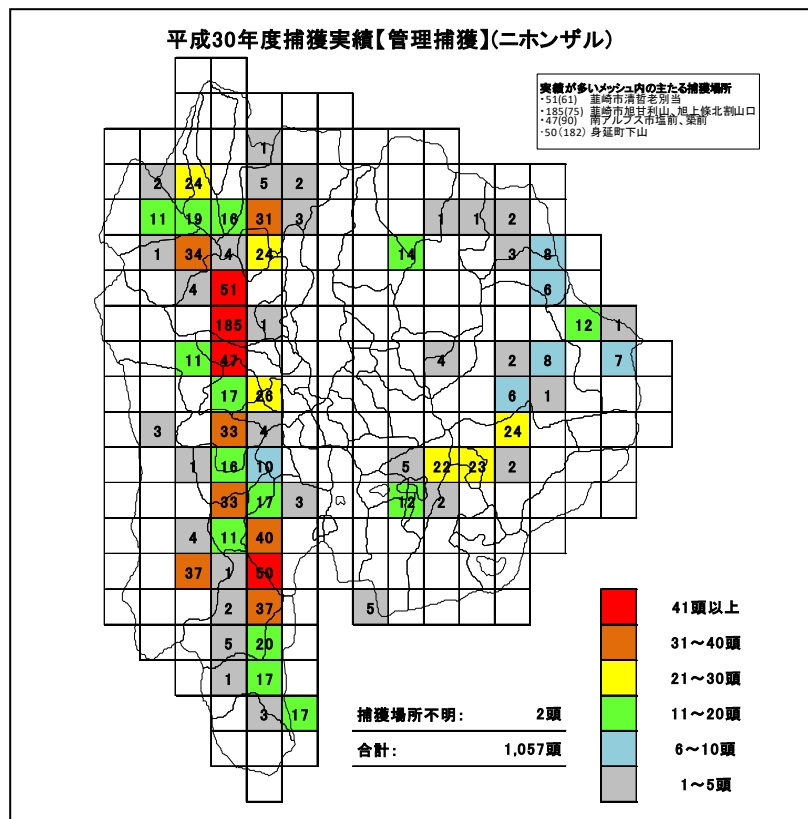 平成30年度捕獲実績【管理捕獲】(ニホンザル)
実績が多いメッシュ内の主たる捕獲場所
・51(61) 韮崎市清哲老別当
・185(75) 韮崎市旭甘利山、旭上條北割山口
・47(90) 南アルプス市塩前、築前
・50(182) 身延町下山
1
2 24 5 2
11 19 16 31 3 1 1 2
1 34 4 24 14 3 8
4 51 6
185 1 12 1
11 47 4 2 8 7
17 26 6 1
3 33 4 24
1 16 10 5 22 23 2
33 17 3 12 2
4 11 40
37 1 50
2 37 5
5 20
1 17
3 17
41頭以上
31～40頭
21～30頭
11～20頭
6～10頭
1～5頭
捕獲場所不明: 2頭
合計: 1,057頭